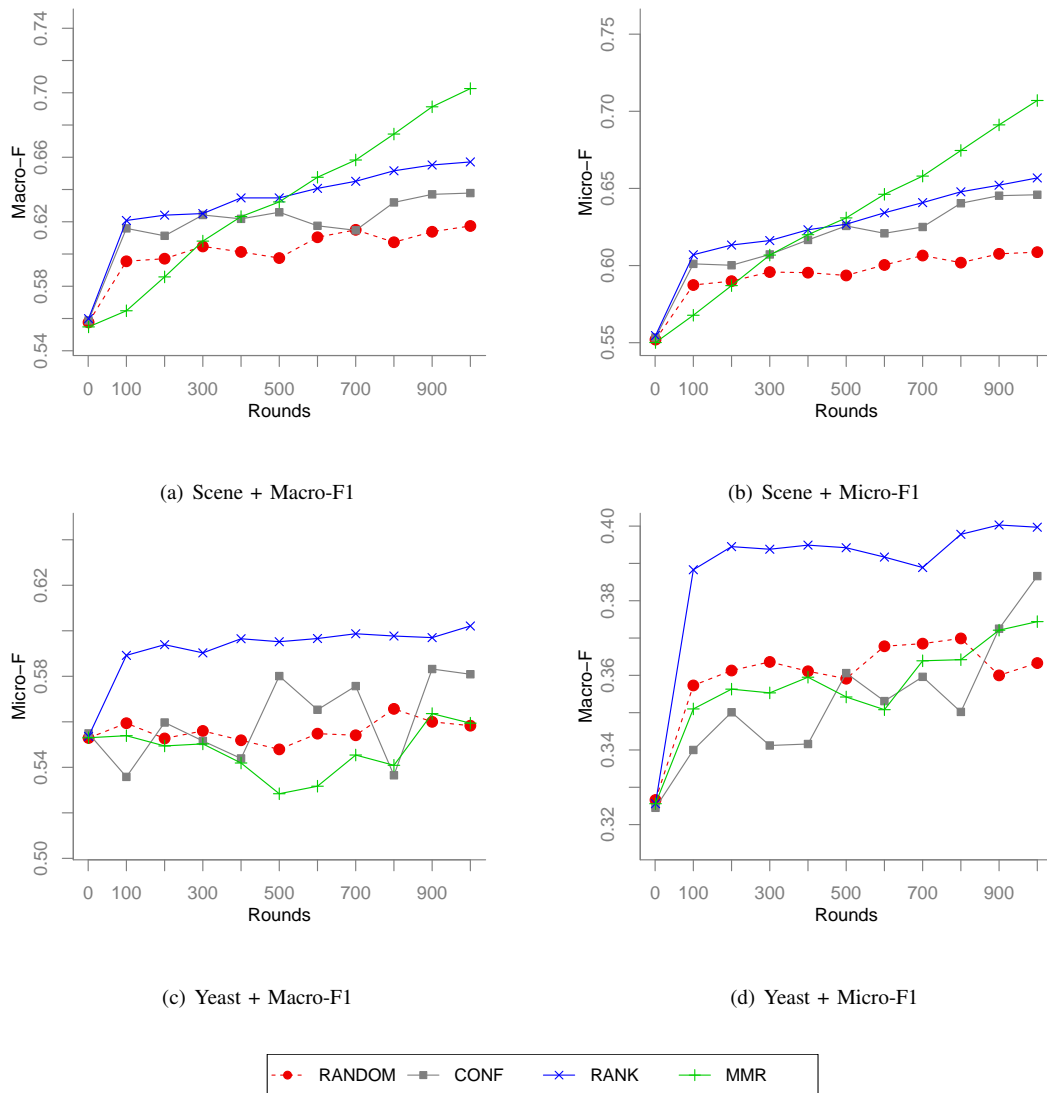 0.54 0.58 0.62 0.66 0.70 0.74
Macro−F
0 100 300 500 700 900
Rounds
(a) Scene + Macro-F1
0.55 0.60 0.65 0.70 0.75
Micro−F
0 100 300 500 700 900
Rounds
(b) Scene + Micro-F1
0.50 0.54 0.58 0.62
Micro−F
0 100 300 500 700 900
Rounds
(c) Yeast + Macro-F1
0.32 0.34 0.36 0.38 0.40
Macro−F
0 100 300 500 700 900
Rounds
(d) Yeast + Micro-F1
RANDOM CONF RANK MMR